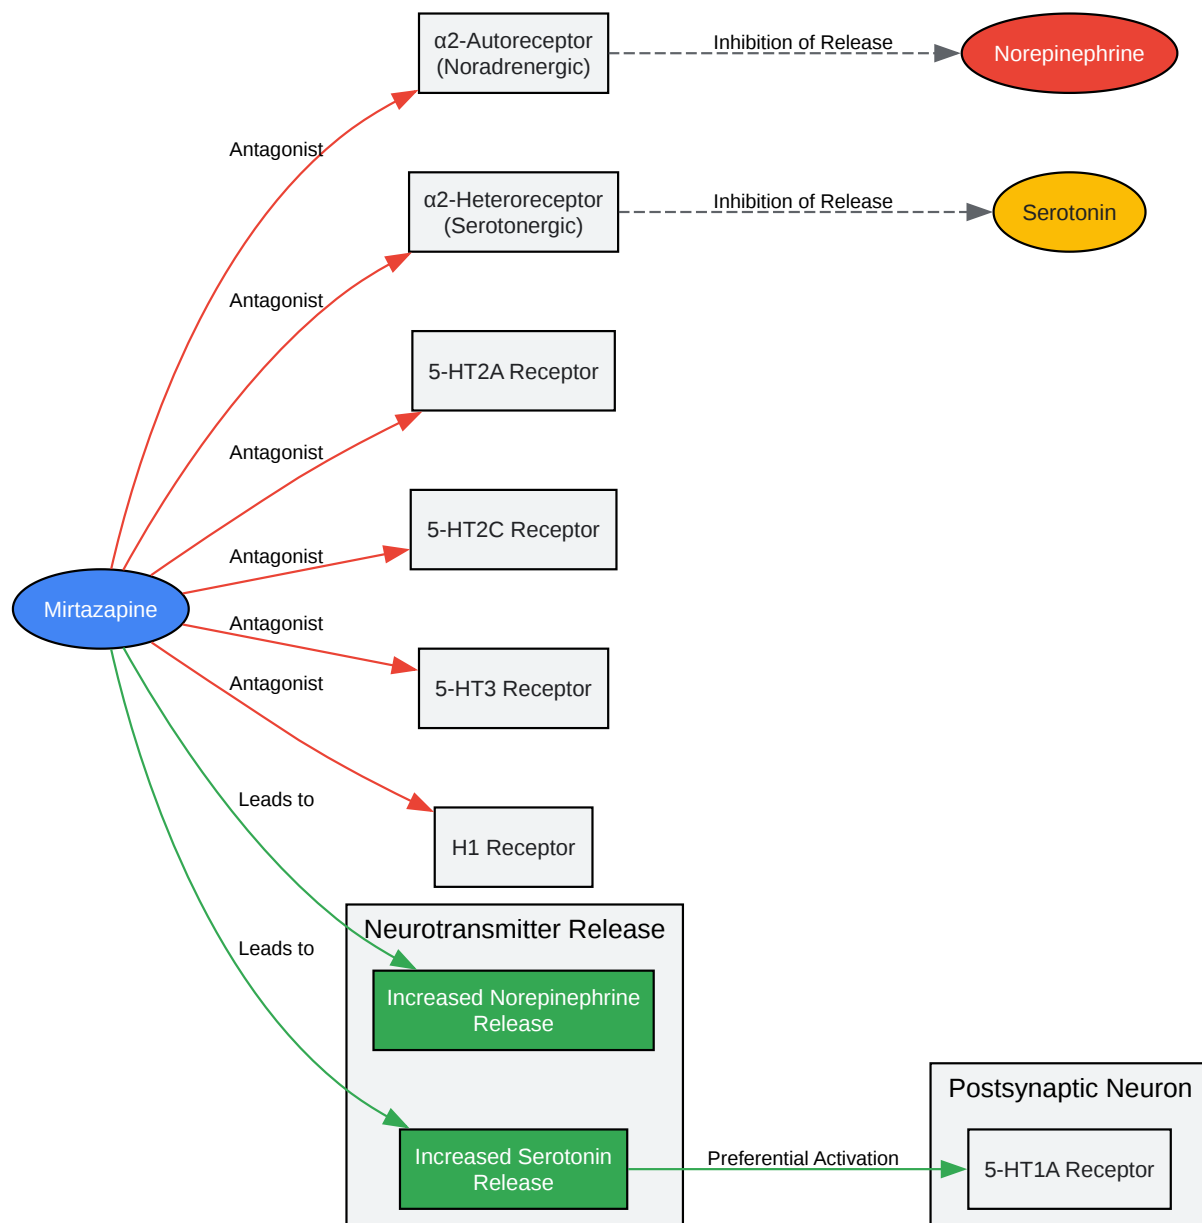 α2-Autoreceptor
(Noradrenergic)
Inhibition of Release
Norepinephrine
Antagonist
α2-Heteroreceptor
(Serotonergic)
Inhibition of Release
Serotonin
Antagonist
5-HT2A Receptor
Antagonist
5-HT2C Receptor
Antagonist
Mirtazapine
Antagonist
5-HT3 Receptor
Antagonist
H1 Receptor
Leads to
Neurotransmitter Release
Leads to
Increased Norepinephrine
Release
Postsynaptic Neuron
Increased Serotonin
Release
Preferential Activation
5-HT1A Receptor